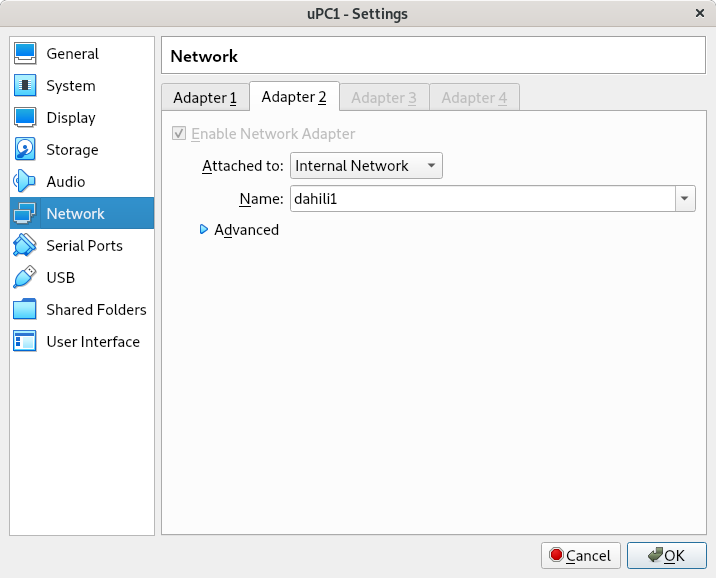 uPC1 - Settings
General
System
Display
Storage
Audio
Network
Serial Ports
USB
Shared Folders
User Interface
Network
Adapter 1 Adapter 2 Adapter 3 Adapter 4
Enable Network Adapter
Attached to: Internal Network
Name: dahili1
Advanced
Cancel OK